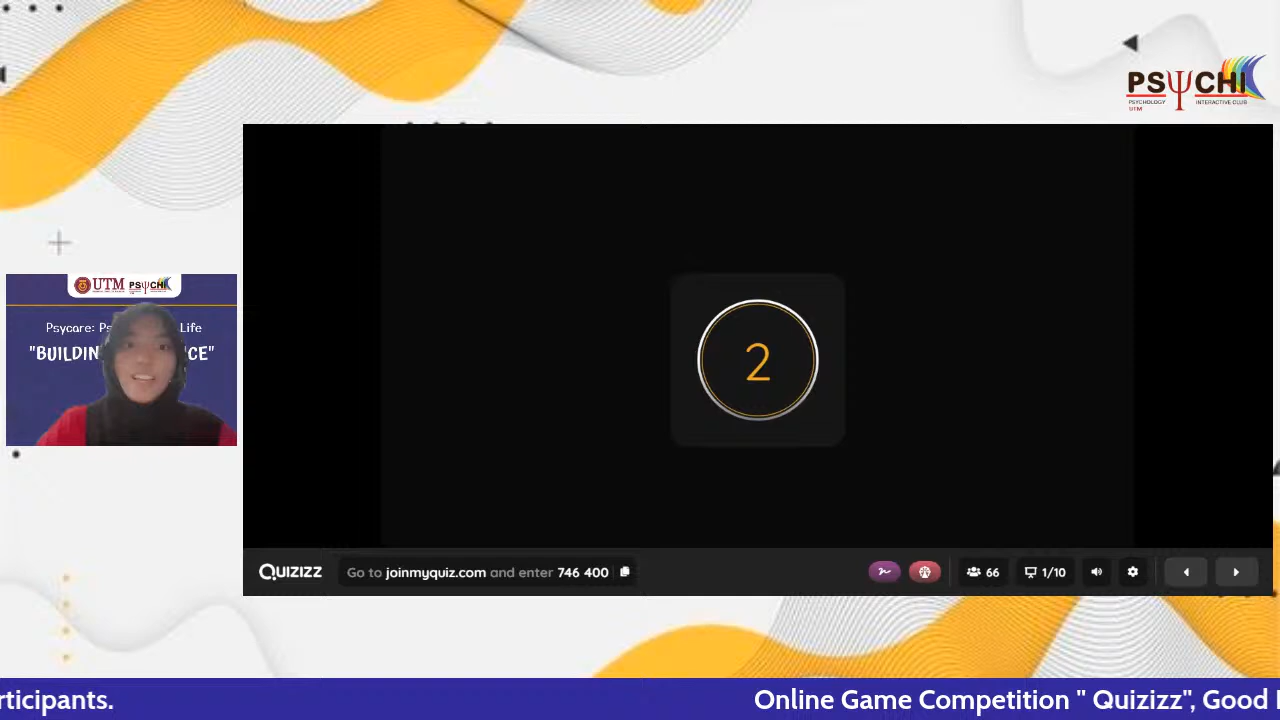 PSYCHI
PSYCHOLOGY INTERACTIVE CLUB
UTM
UTM PSYCHI
Psycare: Ps Life
"BUILDIN CE"
2
QUIZIZZ
Go to joinmyquiz.com and enter 746 400
66
1/10
rticipants.
Online Game Competition " Quizizz", Good